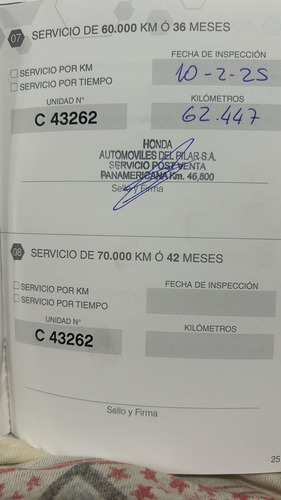 07 SERVICIO DE 60.000 KM Ó 36 MESES
SERVICIO POR KM
SERVICIO POR TIEMPO
FECHA DE INSPECCIÓN
10-2-25
UNIDAD N°
C 43262
KILÓMETROS
62.447
HONDA
AUTOMOVILES DEL PILAR S.A.
SERVICIO POST VENTA
PANAMERICANA Km. 46,800
Sello y Firma
08 SERVICIO DE 70.000 KM Ó 42 MESES
SERVICIO POR KM
SERVICIO POR TIEMPO
FECHA DE INSPECCIÓN
UNIDAD N°
C 43262
KILÓMETROS
Sello y Firma
25